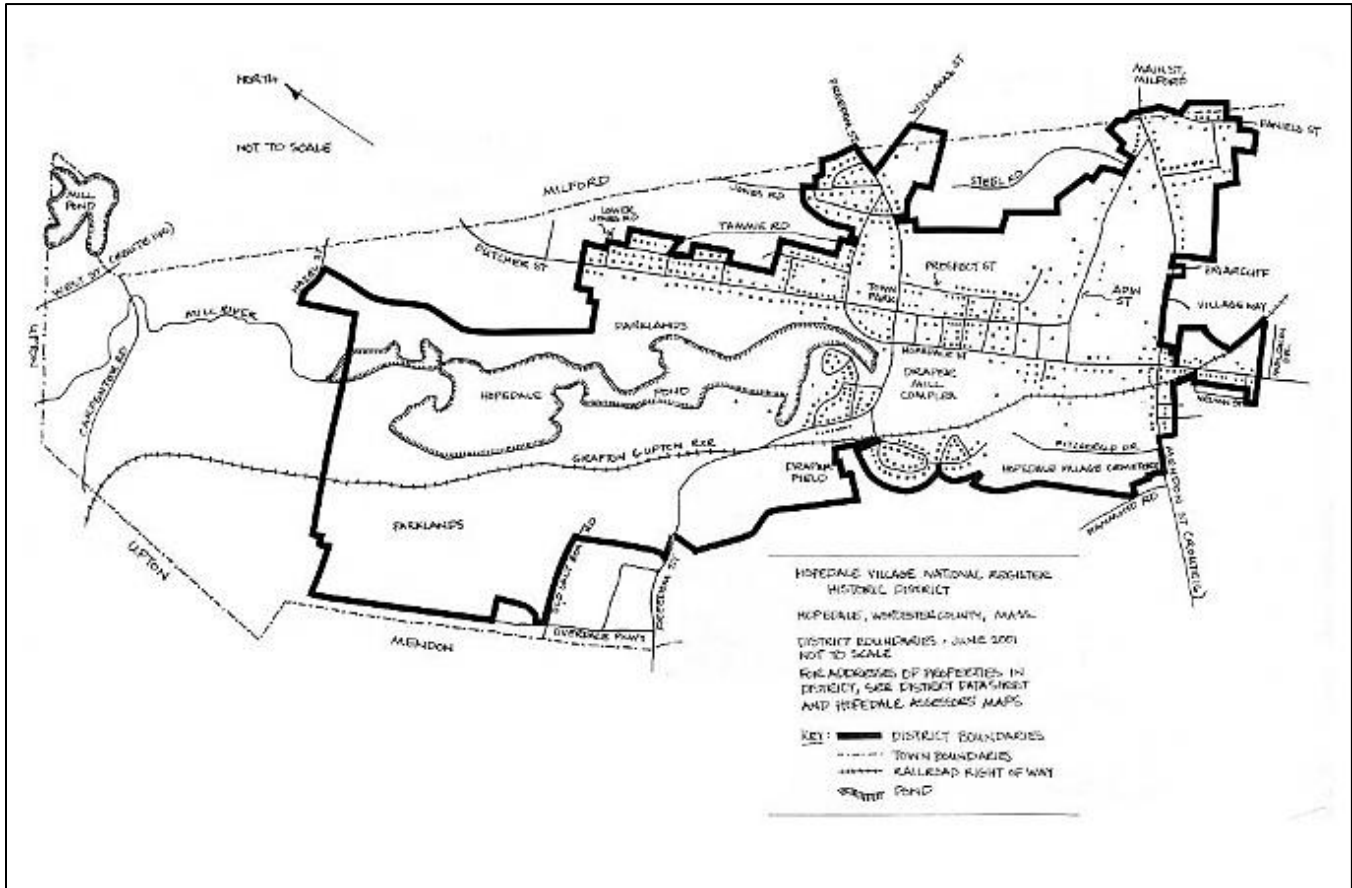 NORTH
NOT TO SCALE
MILL
POND
WEST ST (ROUTE 140)
UPTON
CARPENTER RD
MILL RIVER
MILFORD
DUTCHER ST
LOWER
JONES RD
TAMMIE RD
JONES RD
FREEDOM ST
WILLIAMS ST
STEEL RD
MAIN ST,
MILFORD
DANIELS ST
PROSPECT ST
TOWN
PARK
ADIN
ST
BRIARCLIFF
VILLAGE WAY
PARKLANDS
HOPEDALE ST
DRAPER
MILL
COMPLEX
HOPEDALE
POND
GRAFTON & UPTON RXR
DRAPER
FIELD
FITZGERALD DR
HOPEDALE VILLAGE CEMETERY
HAMMOND RD
MENDON ST (ROUTE 16)
PARKLANDS
UPTON
MENDON
OVERDALE PKWY
FREEDOM ST
HOPEDALE VILLAGE NATIONAL REGISTER
HISTORIC DISTRICT
HOPEDALE, WORCESTER COUNTY, MASS.
DISTRICT BOUNDARIES - JUNE 2001
NOT TO SCALE
FOR ADDRESSES OF PROPERTIES IN
DISTRICT, SEE DISTRICT DATA SHEET
AND HOPEDALE ASSESSORS' MAPS
KEY: DISTRICT BOUNDARIES
TOWN BOUNDARIES
RAILROAD RIGHT OF WAY
POND